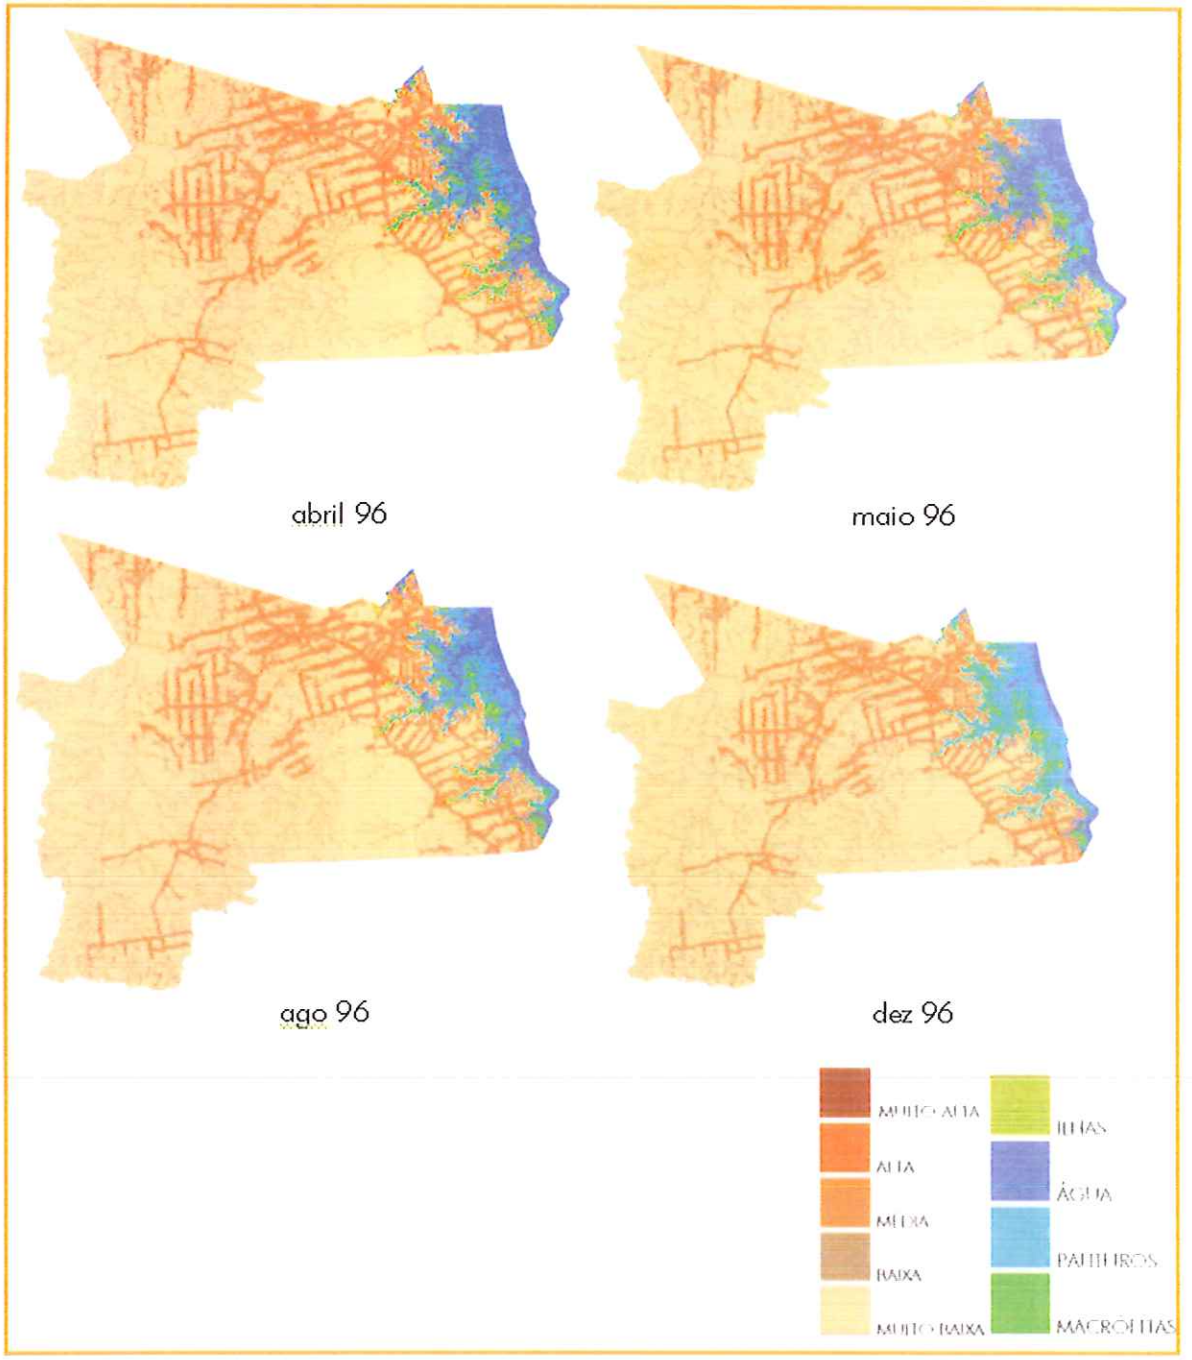 abril 96
maio 96
ago 96
dez 96
MUITO ALTA
ALTA
MÉDIA
BAIXA
MUITO BAIXA
ILHAS
ÁGUA
PALITEIROS
MACRÓFITAS